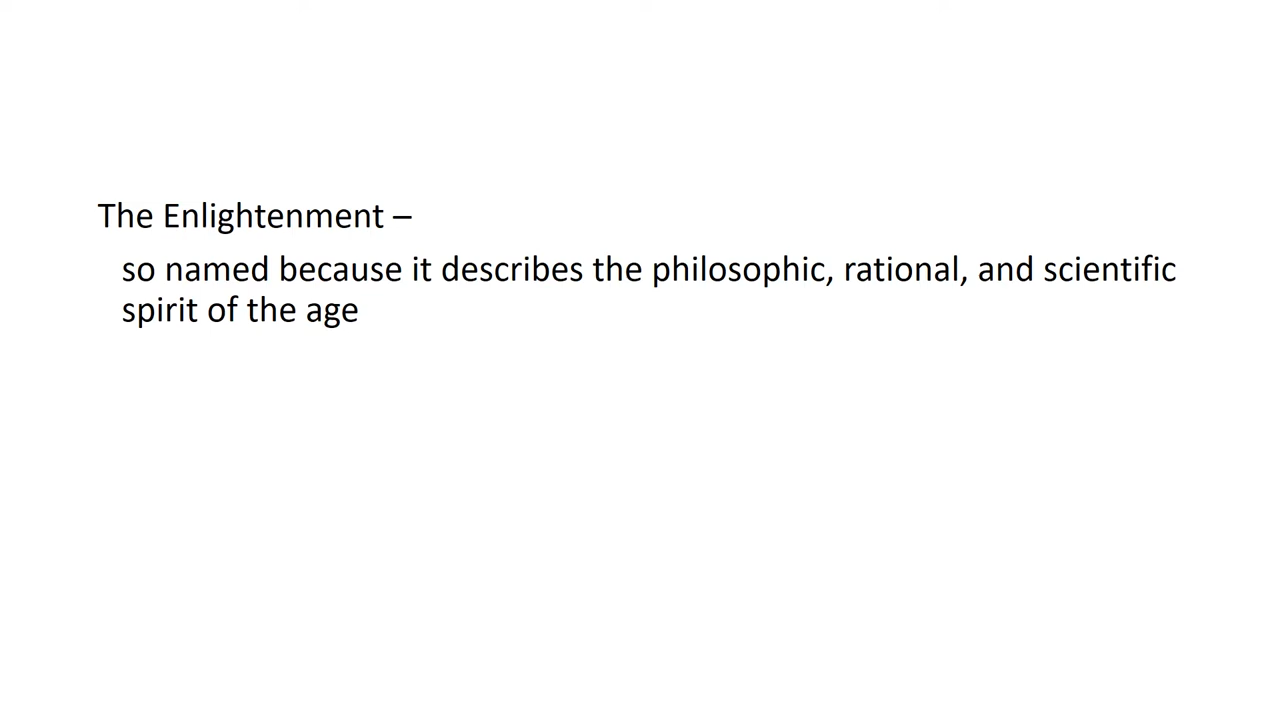 The Enlightenment –
so named because it describes the philosophic, rational, and scientific
spirit of the age